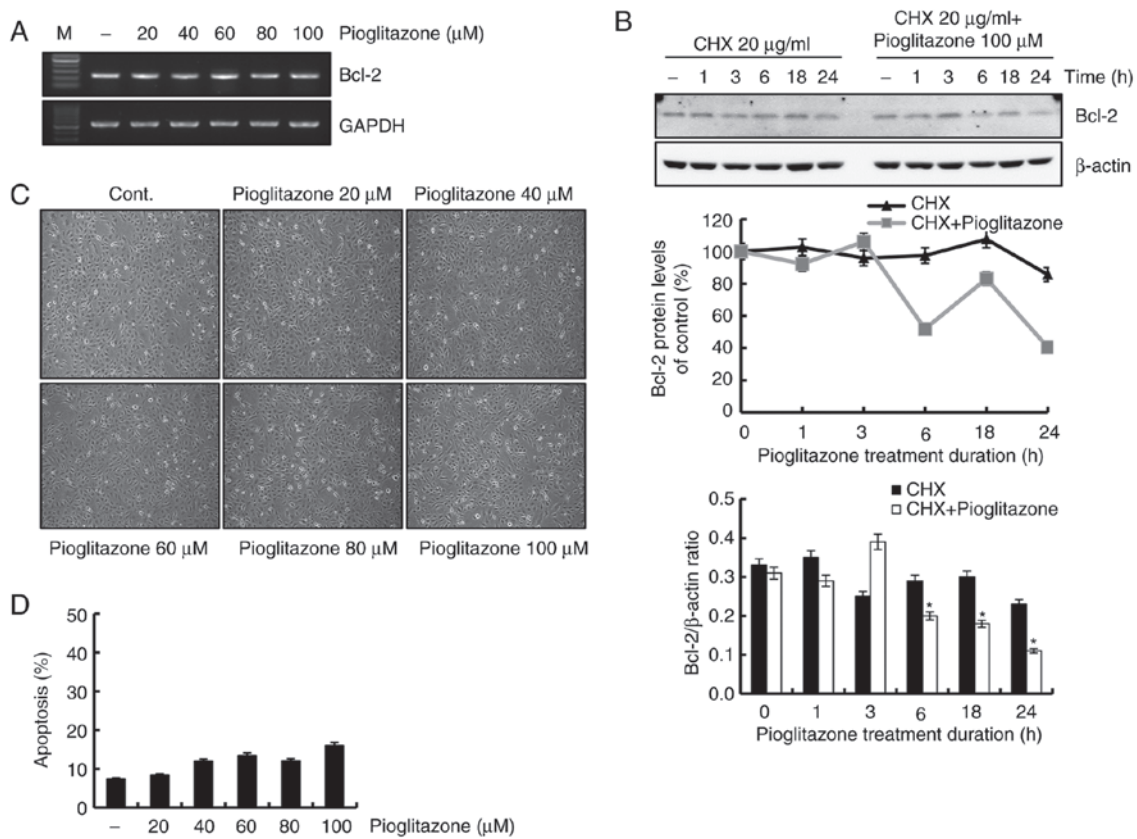 A
M – 20 40 60 80 100 Pioglitazone (μM)
Bcl-2
GAPDH
B
CHX 20 μg/ml
CHX 20 μg/ml+
Pioglitazone 100 μM
– 1 3 6 18 24 – 1 3 6 18 24 Time (h)
Bcl-2
β-actin
CHX
CHX+Pioglitazone
Bcl-2 protein levels
of control (%)
120
100
80
60
40
20
0
0 1 3 6 18 24
Pioglitazone treatment duration (h)
CHX
CHX+Pioglitazone
Bcl-2/β-actin ratio
0.5
0.4
0.3
0.2
0.1
0.0
* * *
0 1 3 6 18 24
Pioglitazone treatment duration (h)
C
Cont. Pioglitazone 20 μM Pioglitazone 40 μM
Pioglitazone 60 μM Pioglitazone 80 μM Pioglitazone 100 μM
D
Apoptosis (%)
50
40
30
20
10
0
– 20 40 60 80 100 Pioglitazone (μM)